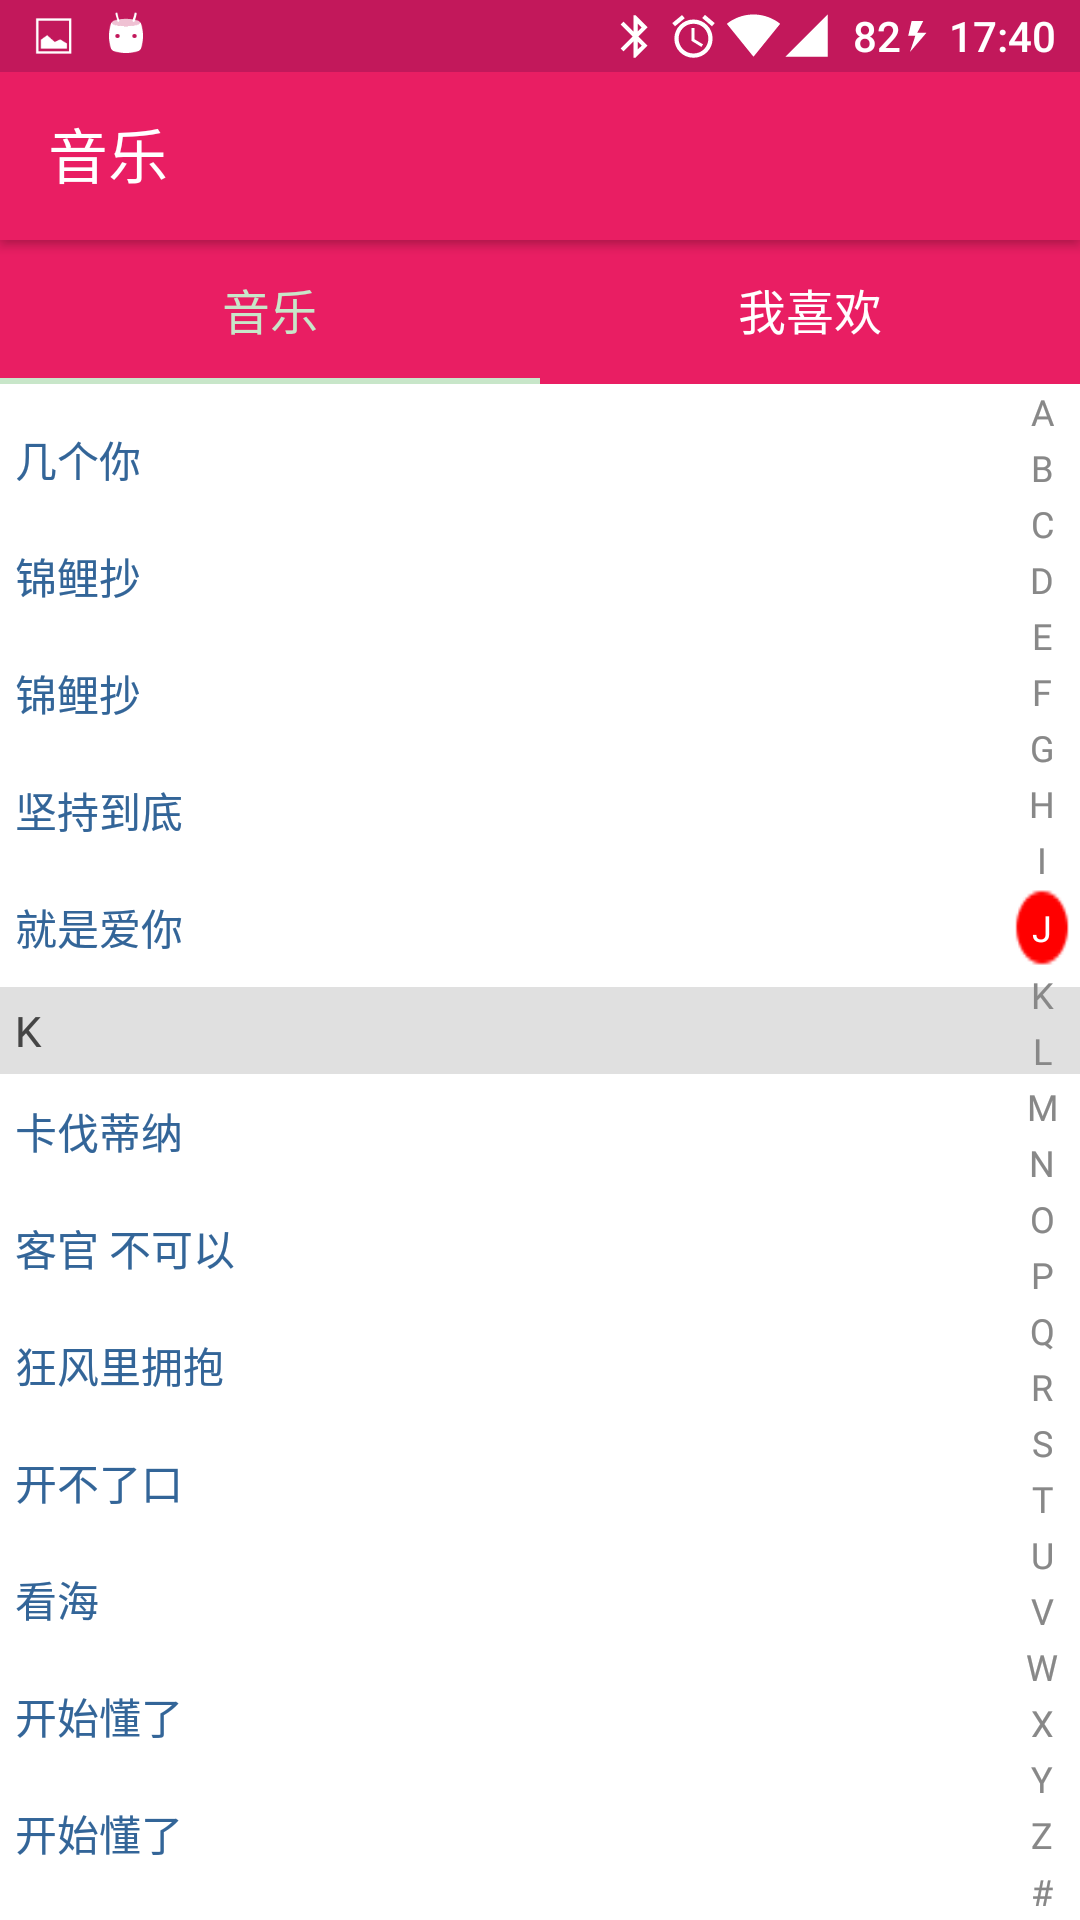 82 17:40
音乐
音乐 我喜欢
几个你
锦鲤抄
锦鲤抄
坚持到底
就是爱你
K
卡伐蒂纳
客官 不可以
狂风里拥抱
开不了口
看海
开始懂了
开始懂了
A
B
C
D
E
F
G
H
I
J
K
L
M
N
O
P
Q
R
S
T
U
V
W
X
Y
Z
#